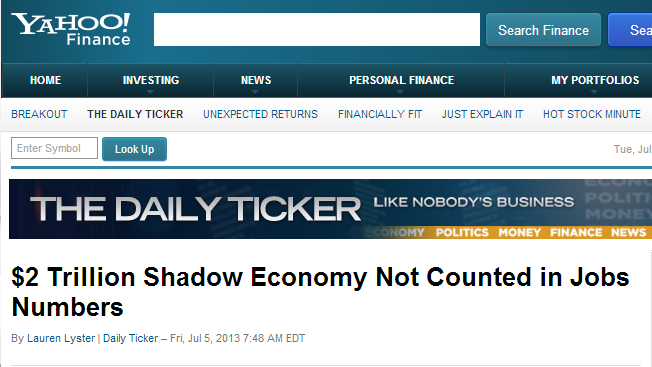 YAHOO! Finance
Search Finance
Sea
HOME INVESTING NEWS PERSONAL FINANCE MY PORTFOLIOS
BREAKOUT THE DAILY TICKER UNEXPECTED RETURNS FINANCIALLY FIT JUST EXPLAIN IT HOT STOCK MINUTE
Enter Symbol Look Up Tue, Jul
THE DAILY TICKER LIKE NOBODY'S BUSINESS
ECONO
POLITI
MONEY
CONOMY POLITICS MONEY FINANCE NEWS
$2 Trillion Shadow Economy Not Counted in Jobs
Numbers
By Lauren Lyster | Daily Ticker – Fri, Jul 5, 2013 7:48 AM EDT